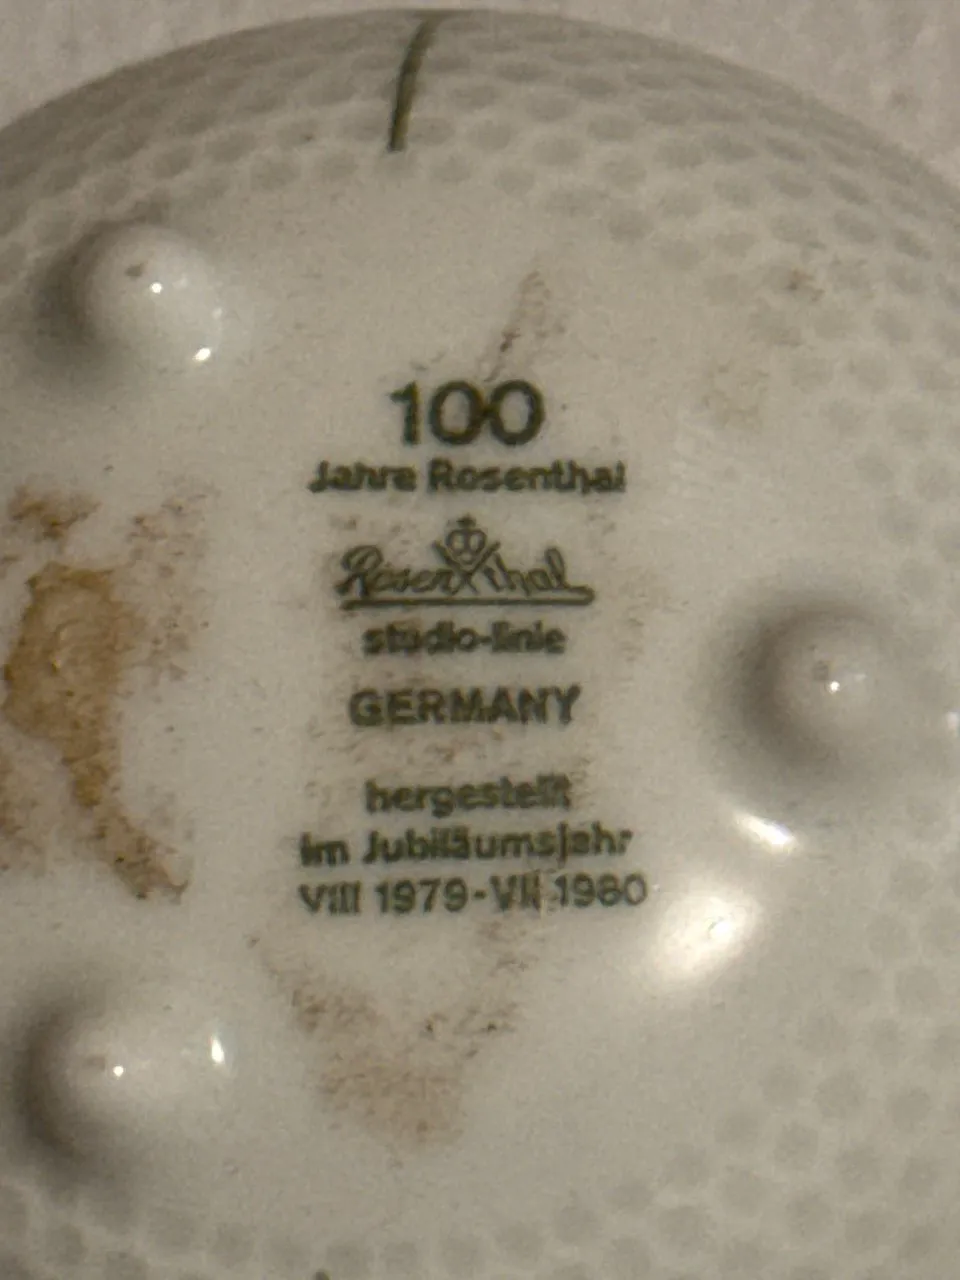 100
Jahre Rosenthal
Rosenthal
studio-linie
GERMANY
hergestellt
im Jubiläumsjahr
VIII 1979-VII 1980